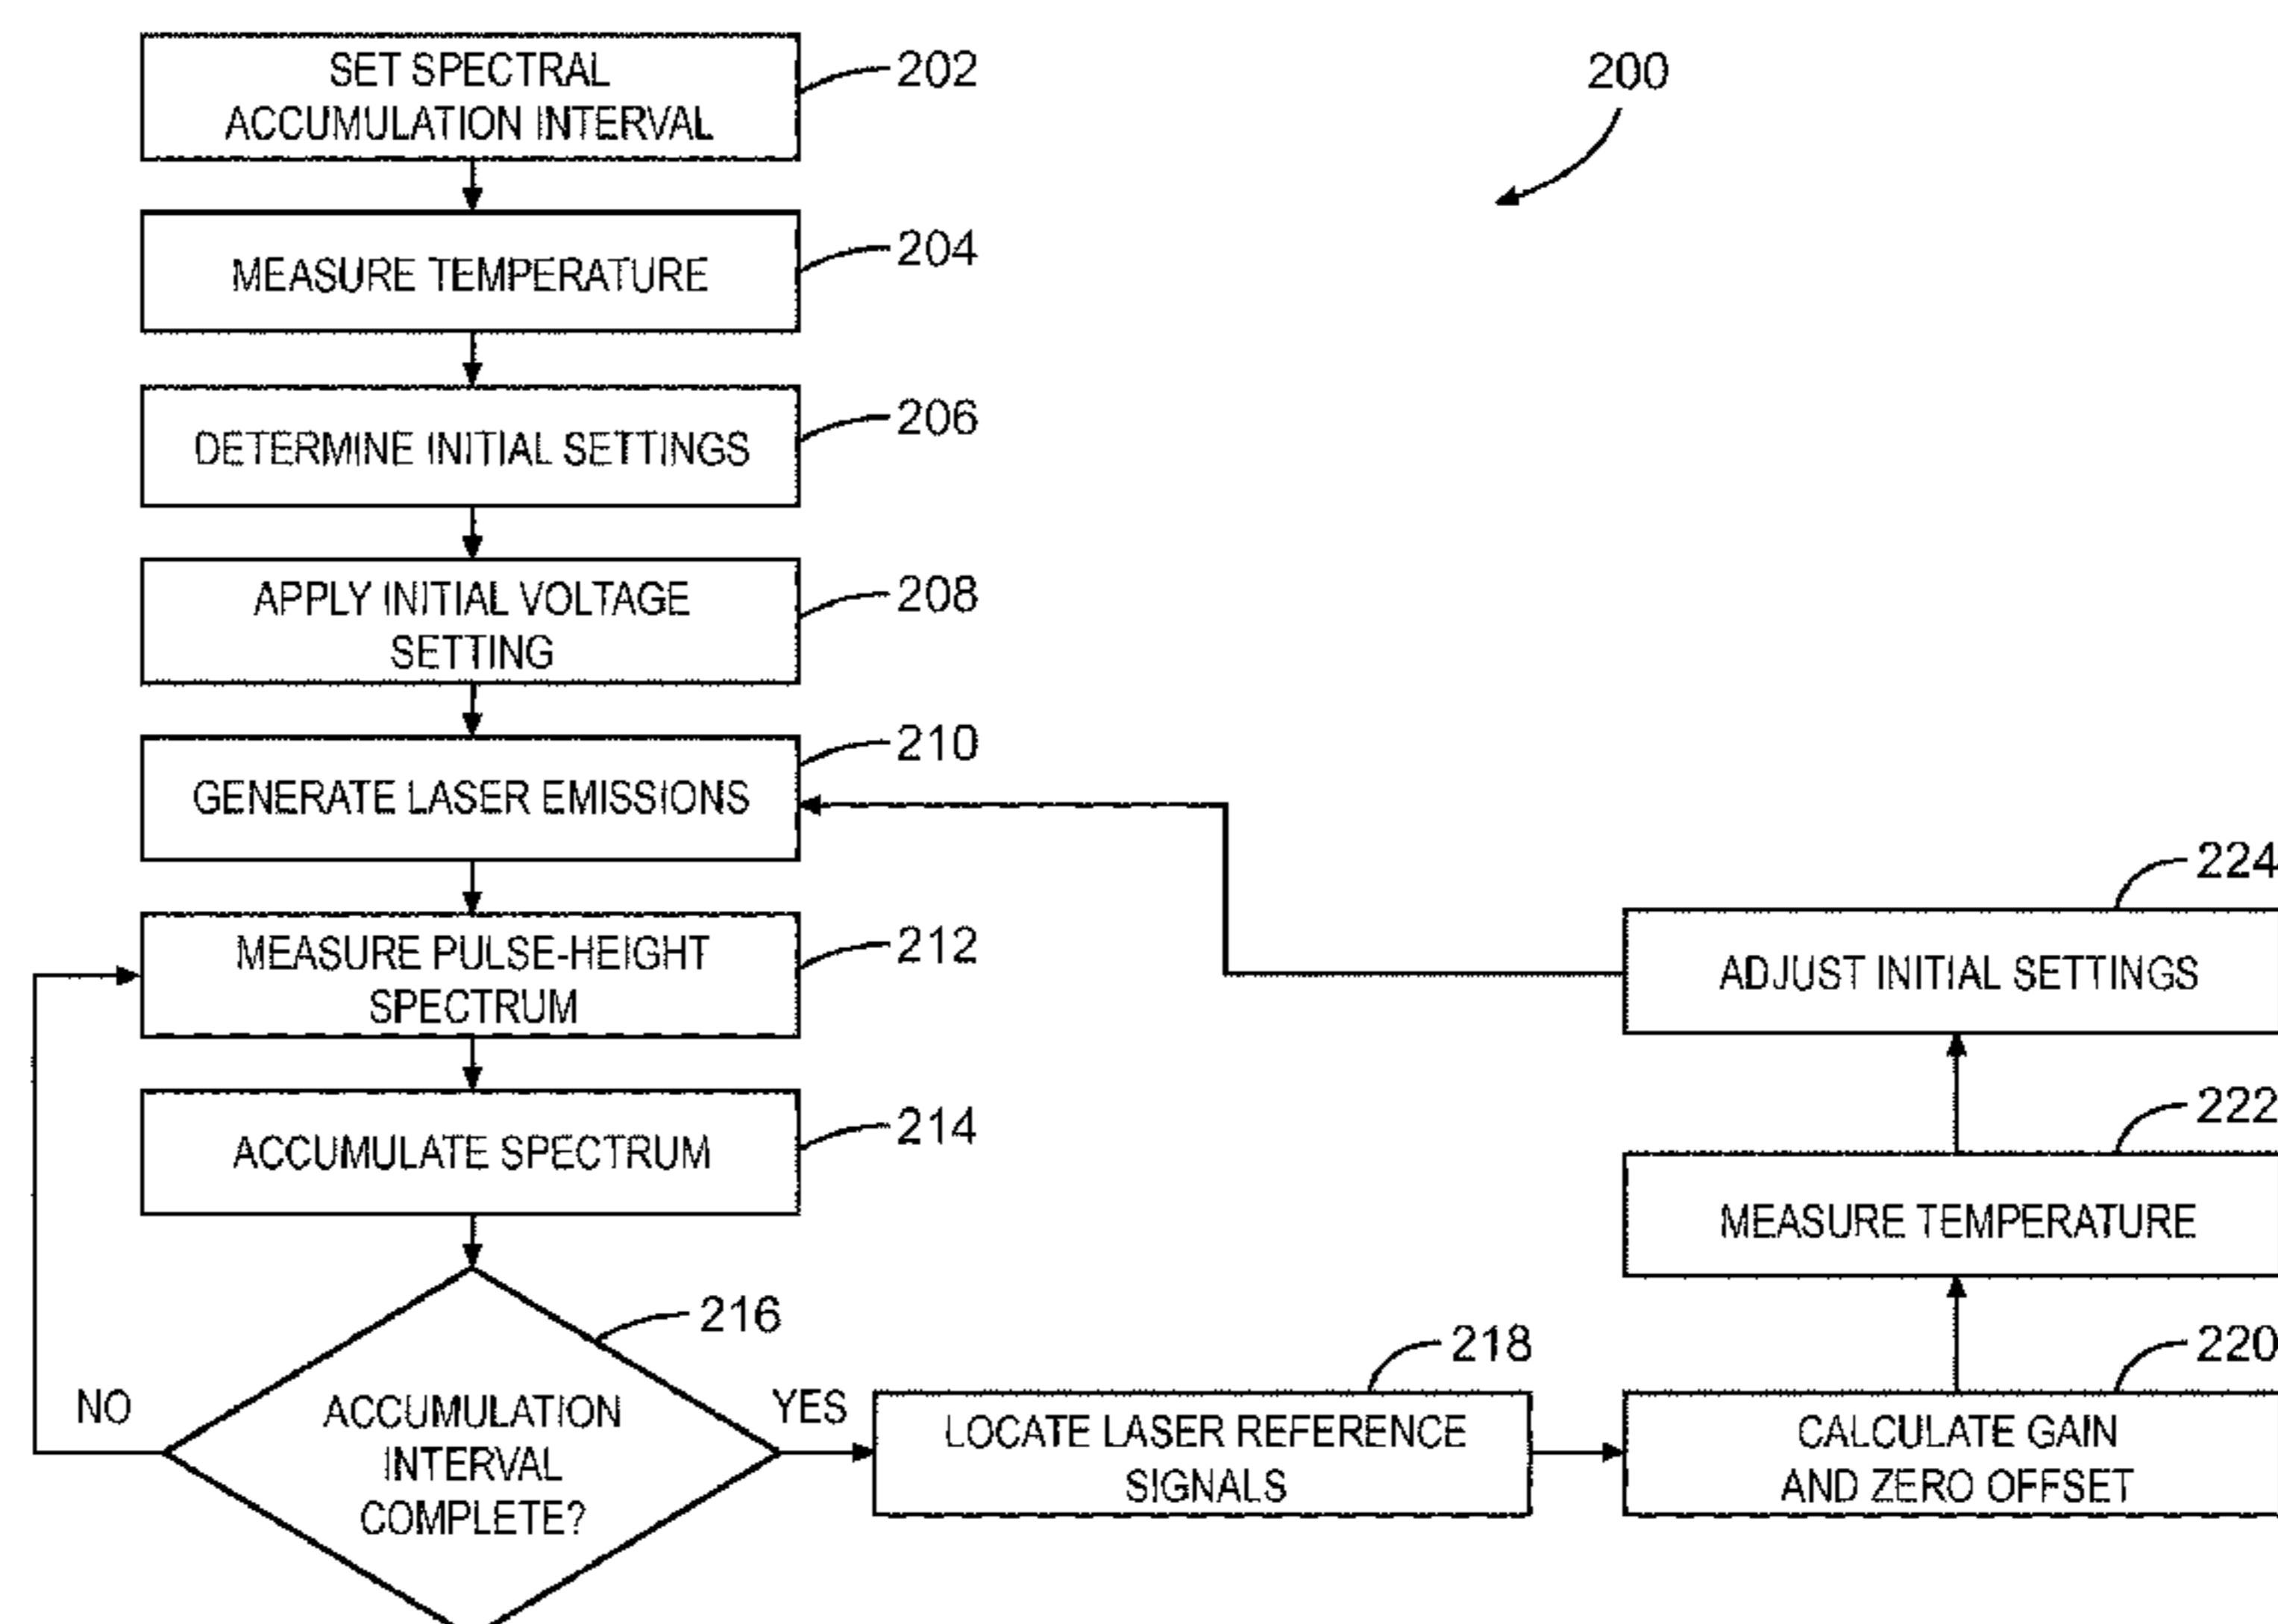 SET SPECTRAL
ACCUMULATION INTERVAL
202
200
MEASURE TEMPERATURE
204
DETERMINE INITIAL SETTINGS
206
APPLY INITIAL VOLTAGE
SETTING
208
GENERATE LASER EMISSIONS
210
MEASURE PULSE-HEIGHT
SPECTRUM
212
ACCUMULATE SPECTRUM
214
ACCUMULATION
INTERVAL
COMPLETE?
216
NO
YES
LOCATE LASER REFERENCE
SIGNALS
218
CALCULATE GAIN
AND ZERO OFFSET
220
MEASURE TEMPERATURE
222
ADJUST INITIAL SETTINGS
224